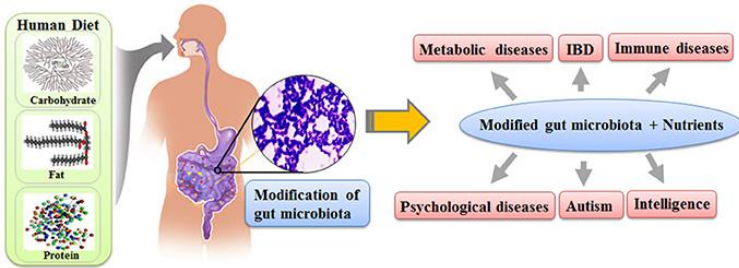 Human Diet
Carbohydrate
Fat
Protein
Modification of
gut microbiota
Metabolic diseases
IBD
Immune diseases
Modified gut microbiota + Nutrients
Psychological diseases
Autism
Intelligence